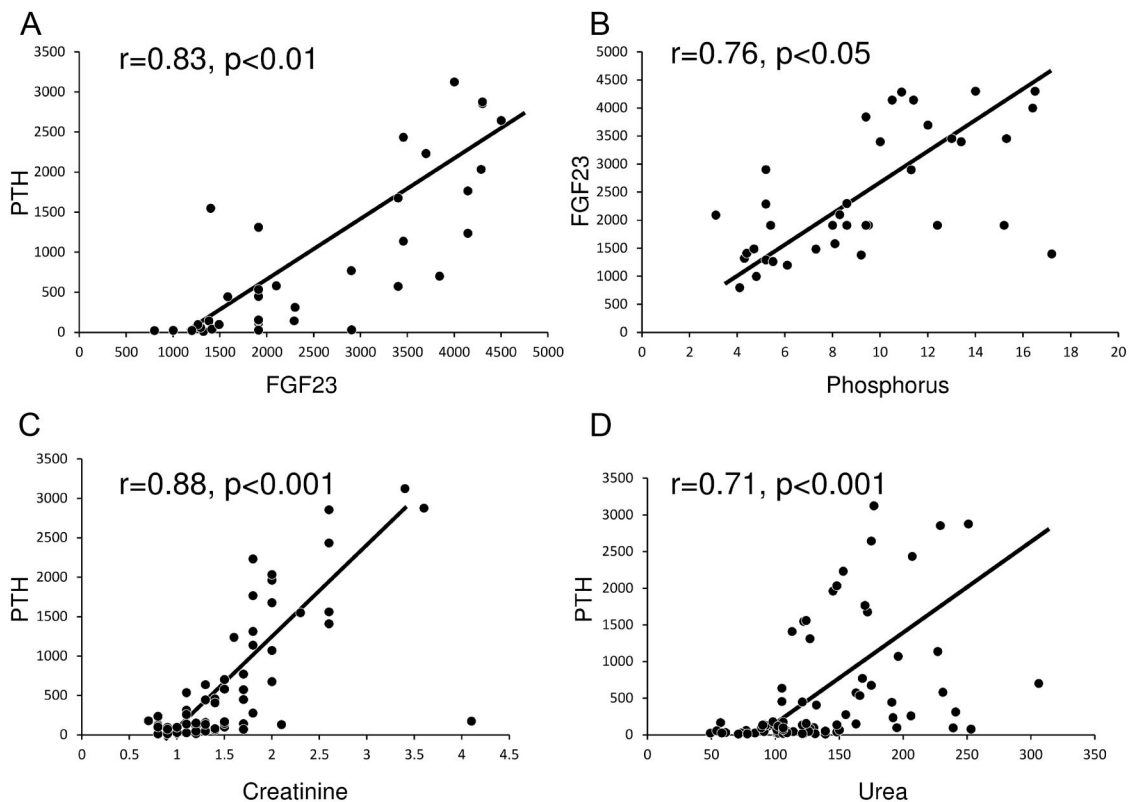 A
r=0.83, p<0.01
3500
3000
2500
2000
1500
1000
500
0
PTH
0 500 1000 1500 2000 2500 3000 3500 4000 4500 5000
FGF23
B
r=0.76, p<0.05
5000
4500
4000
3500
3000
2500
2000
1500
1000
500
0
FGF23
0 2 4 6 8 10 12 14 16 18 20
Phosphorus
C
r=0.88, p<0.001
3500
3000
2500
2000
1500
1000
500
0
PTH
0 0.5 1 1.5 2 2.5 3 3.5 4 4.5
Creatinine
D
r=0.71, p<0.001
3500
3000
2500
2000
1500
1000
500
0
PTH
0 50 100 150 200 250 300 350
Urea